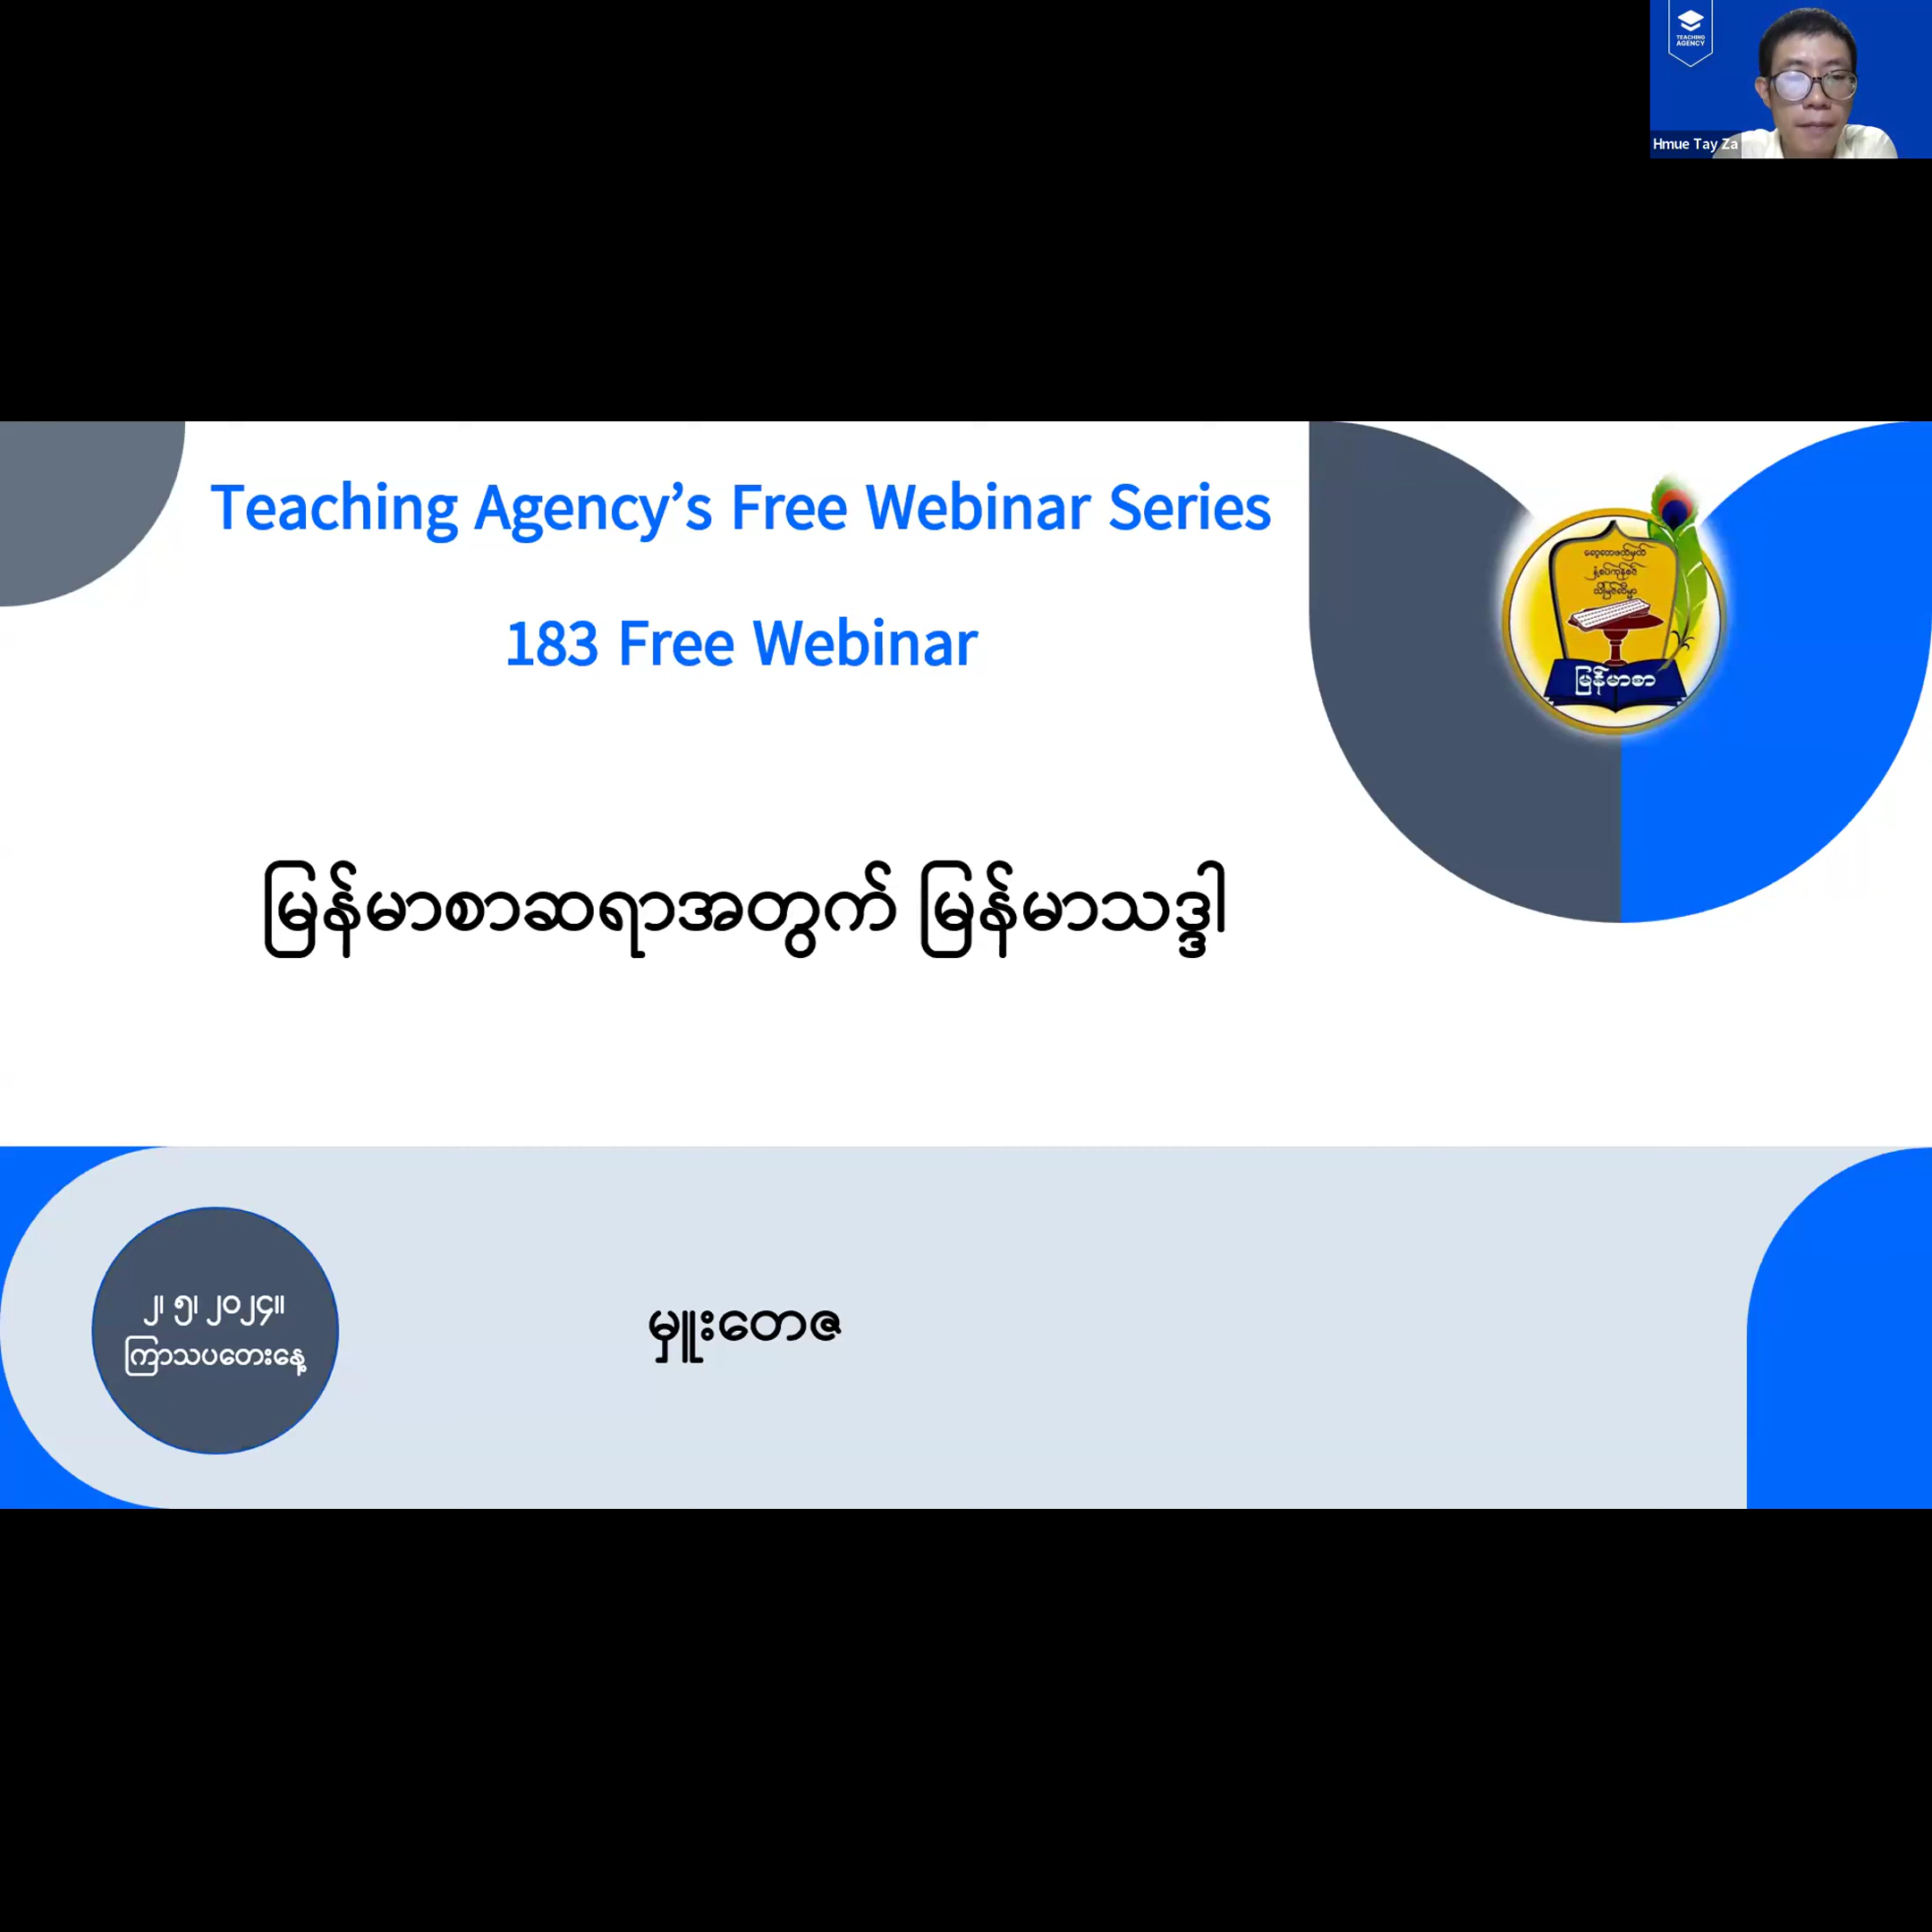 TEACHING
AGENCY
Hmue Tay Za
Teaching Agency’s Free Webinar Series
183 Free Webinar
မြန်မာစာ
မြန်မာစာဆရာအတွက် မြန်မာသဒ္ဒါ
၂၊ ၅၊ ၂၀၂၄။
ကြာသပတေးနေ့
မှူးတေဇ